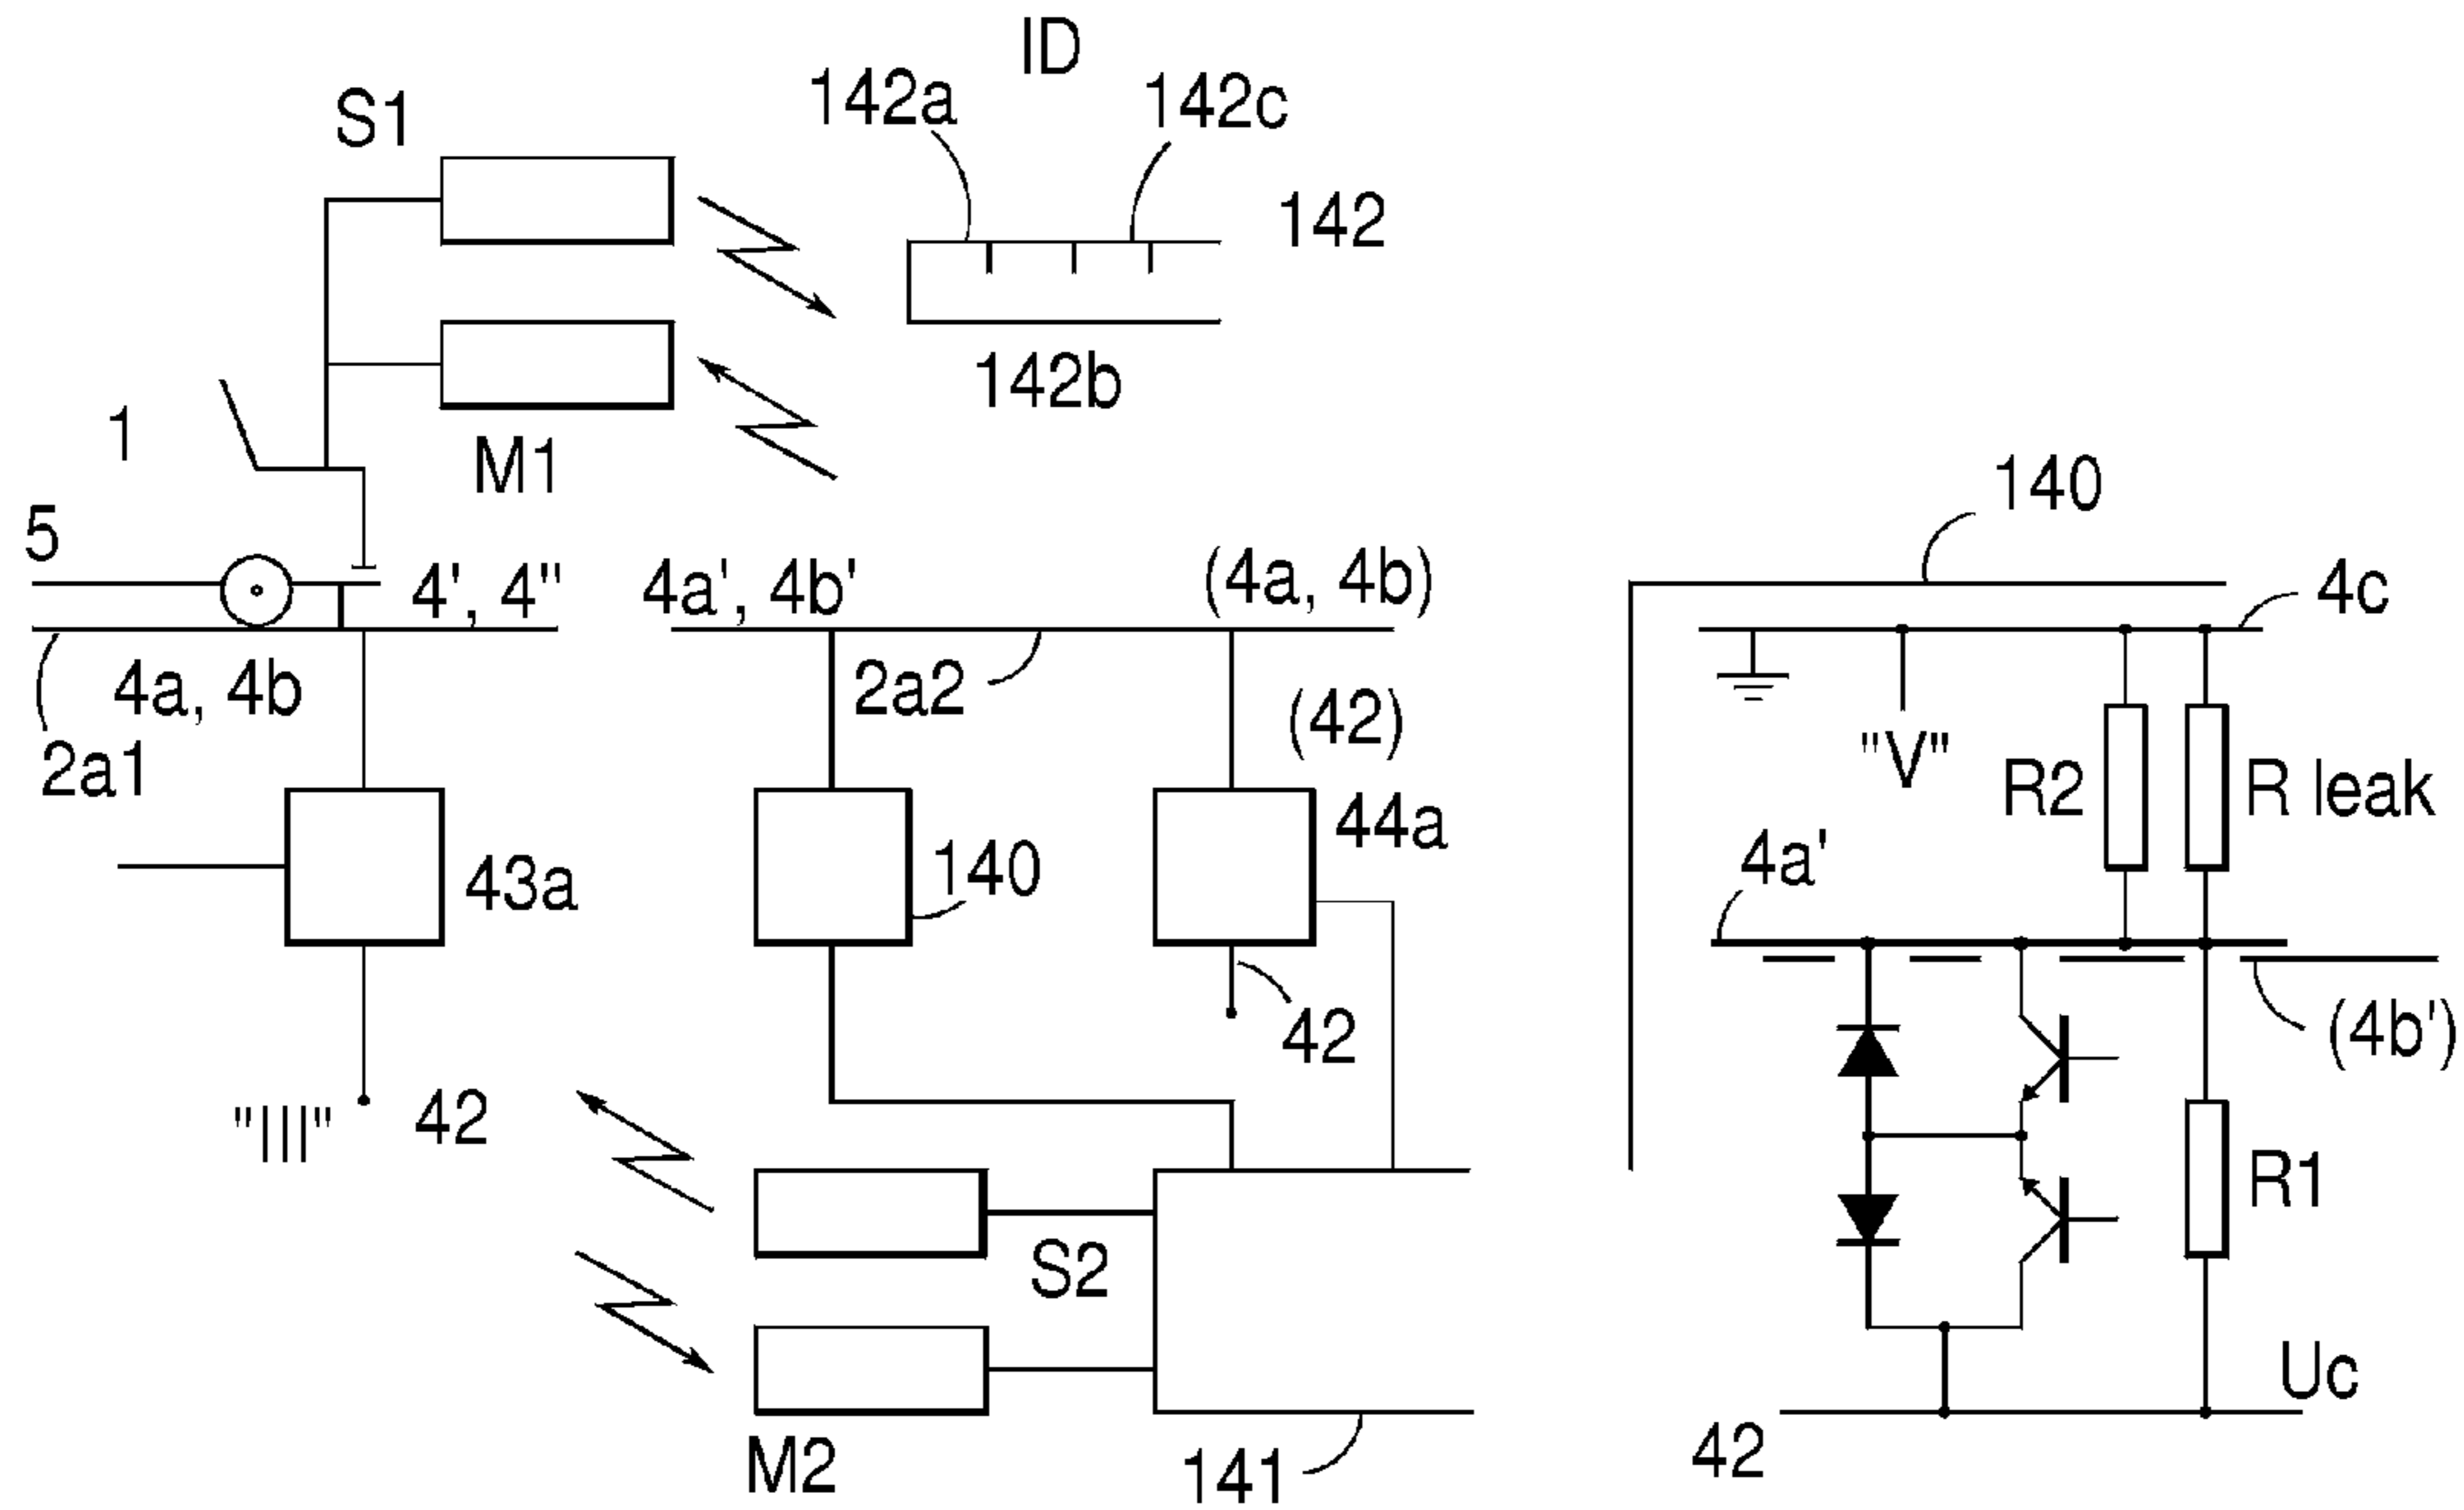 ID
142a
142c
S1
142
142b
1
M1
140
5
4', 4"
4a', 4b'
(4a, 4b)
4c
4a, 4b
2a2
(42)
2a1
"V"
R2
R leak
44a
4a'
43a
140
42
(4b')
"III"
42
R1
S2
Uc
42
M2
141